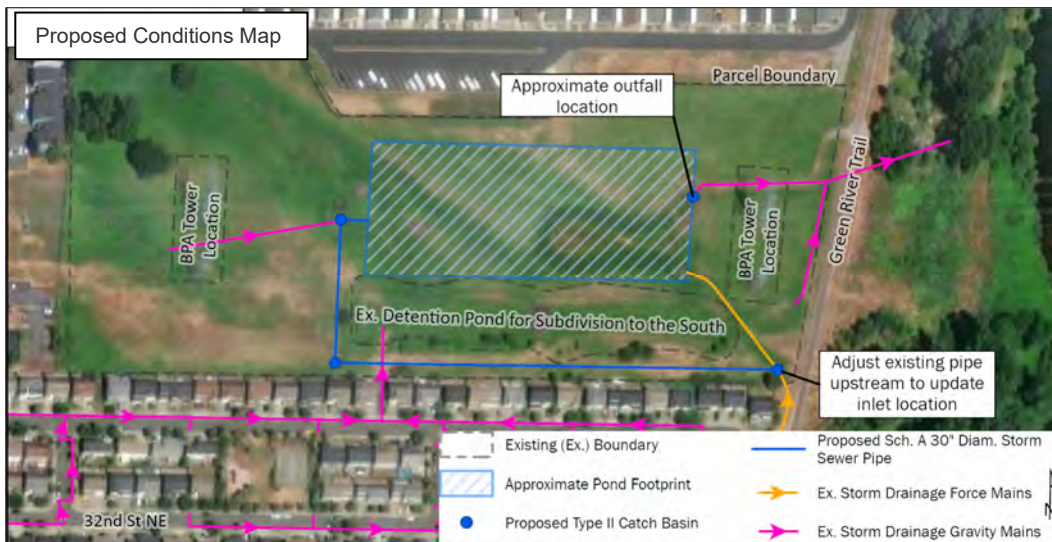 Proposed Conditions Map
Approximate outfall
location
Parcel Boundary
BPA Tower
Location
BPA Tower
Location
Green River Trail
Ex. Detention Pond for Subdivision to the South
Adjust existing pipe
upstream to update
inlet location
32nd St NE
Existing (Ex.) Boundary
Approximate Pond Footprint
Proposed Type II Catch Basin
Proposed Sch. A 30" Diam. Storm
Sewer Pipe
Ex. Storm Drainage Force Mains
Ex. Storm Drainage Gravity Mains